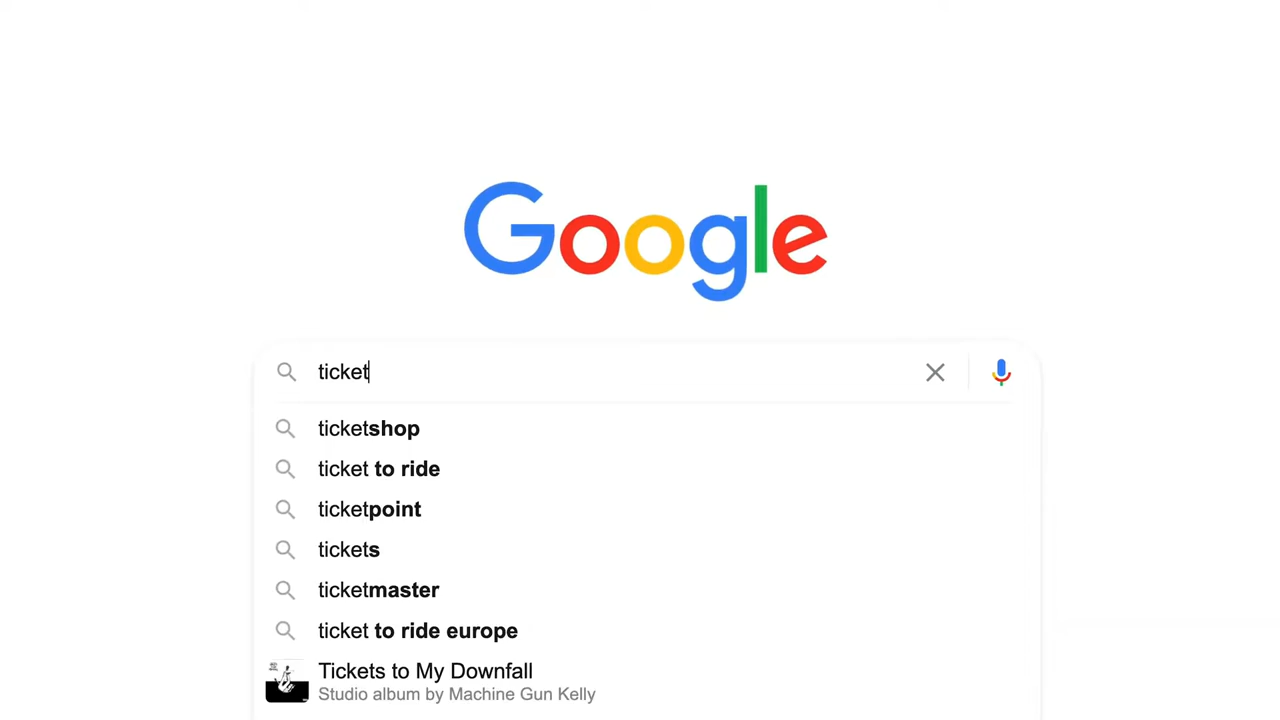 Google
ticket
ticketshop
ticket to ride
ticketpoint
tickets
ticketmaster
ticket to ride europe
Tickets to My Downfall
Studio album by Machine Gun Kelly